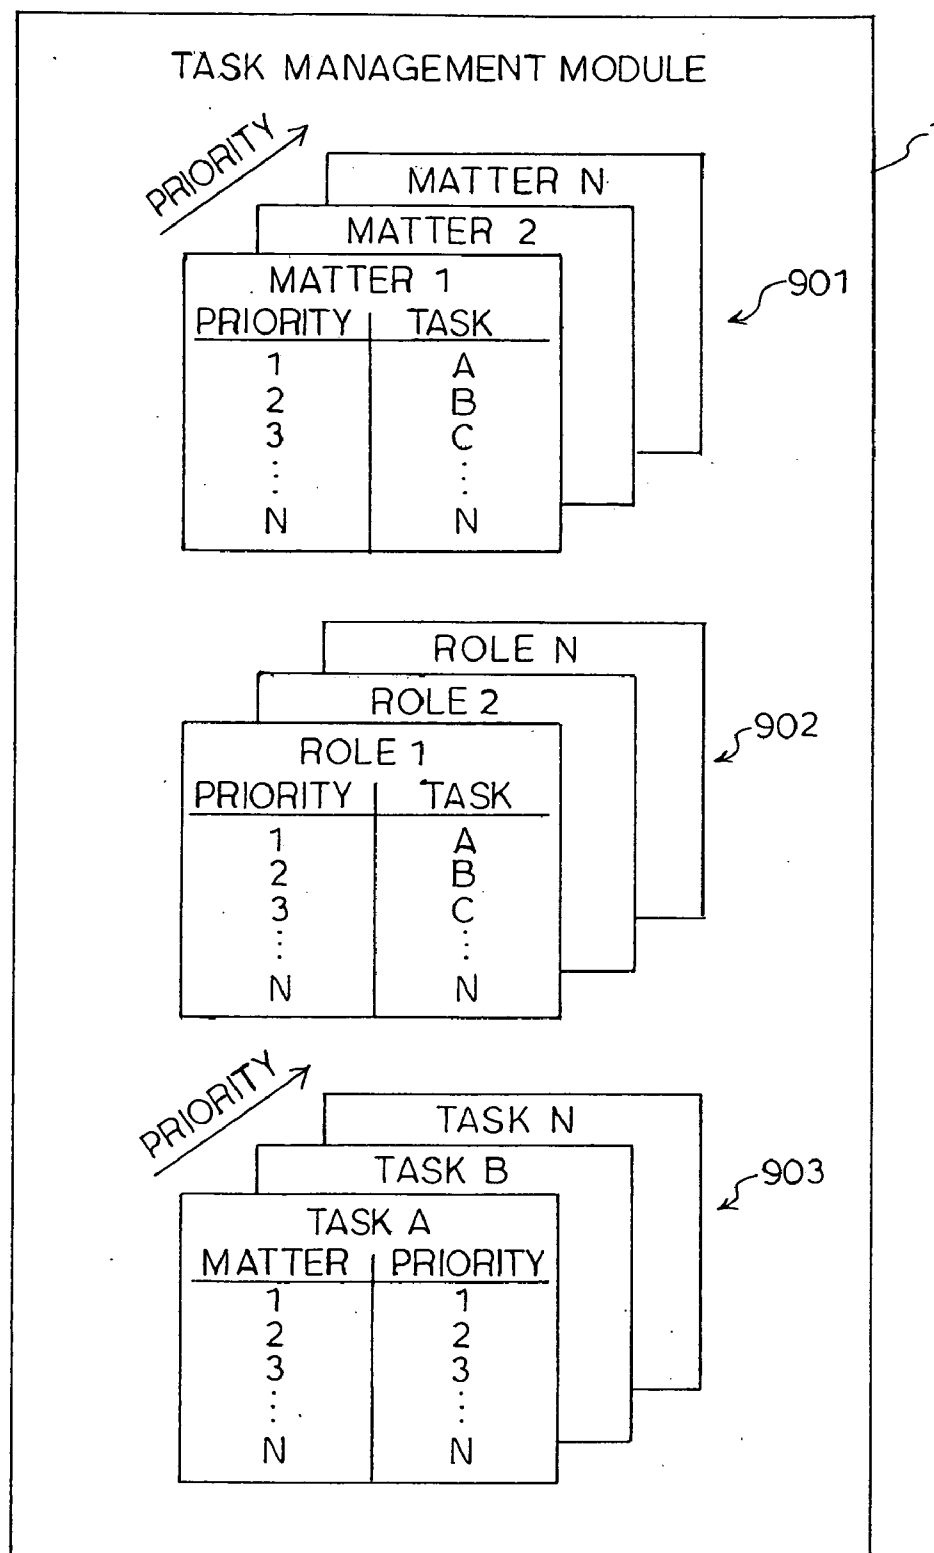 TASK MANAGEMENT MODULE
PRIORITY
MATTER N
MATTER 2
MATTER 1
901
PRIORITY TASK
1 A
2 B
3 C
N N
ROLE N
ROLE 2
902
ROLE 1
PRIORITY TASK
1 A
2 B
3 C
N N
PRIORITY
TASK N
TASK B
903
TASK A
MATTER PRIORITY
1 1
2 2
3 3
N N